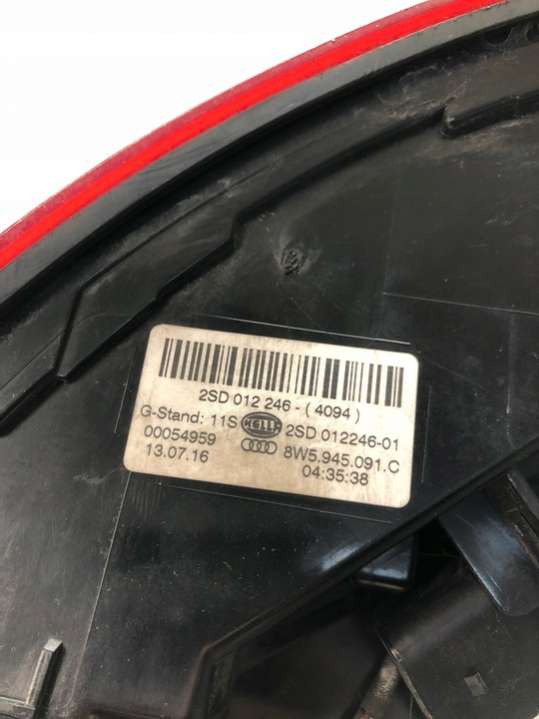 2SD 012 246 - ( 4094 )
G-Stand: 11S HELLA 2SD 012246-01
00054959 8W5.945.091.C
13.07.16 04:35:38